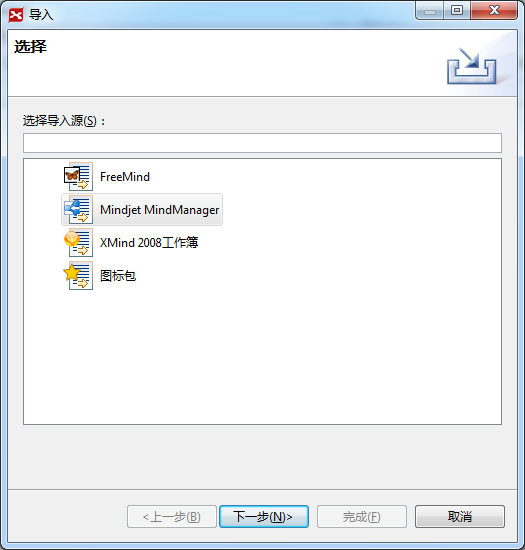 导入
选择
选择导入源(S)：
FreeMind
Mindjet MindManager
XMind 2008工作簿
图标包
<上一步(B)
下一步(N)>
完成(F)
取消